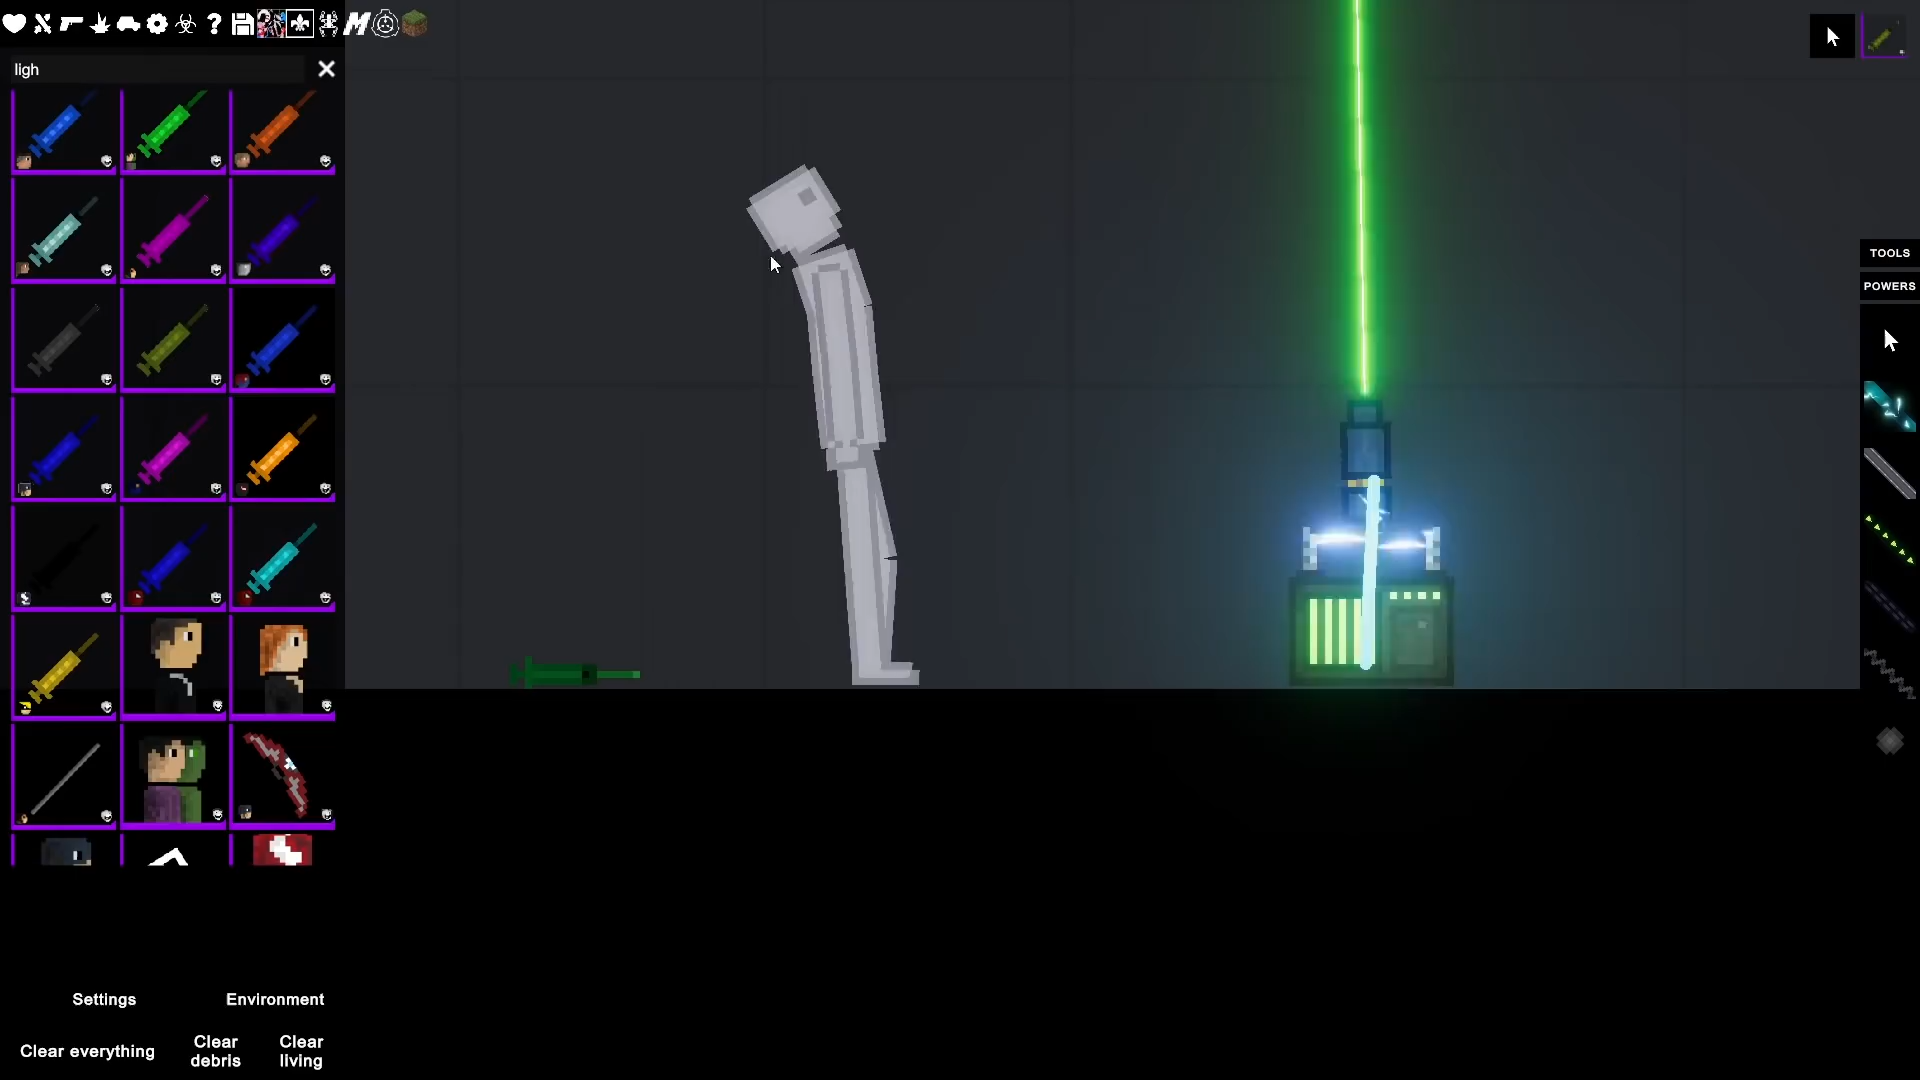 ligh
TOOLS
POWERS
Settings
Environment
Clear everything
Clear
debris
Clear
living